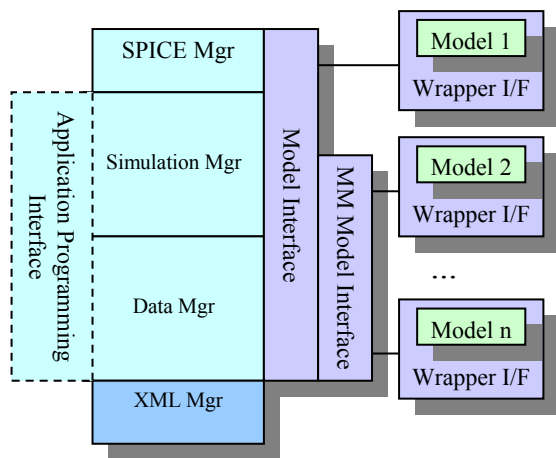 SPICE Mgr
Application Programming
Interface
Simulation Mgr
Data Mgr
XML Mgr
Model Interface
MM Model Interface
Model 1
Wrapper I/F
Model 2
Wrapper I/F
...
Model n
Wrapper I/F